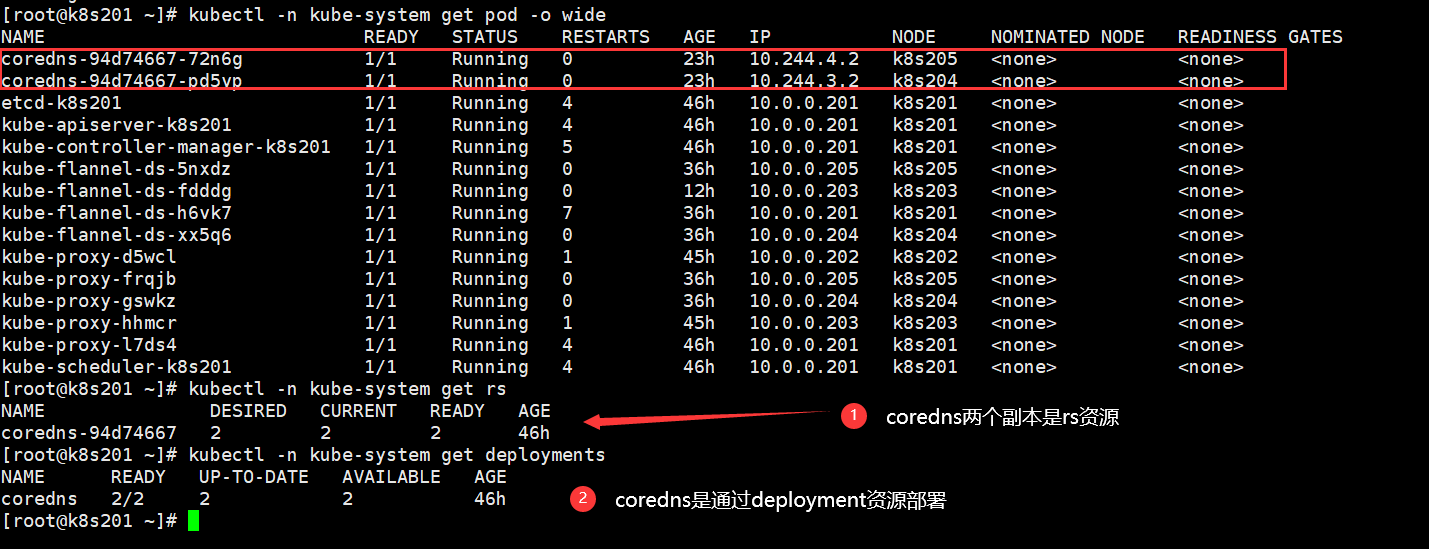 [root@k8s201 ~]# kubectl -n kube-system get pod -o wide
NAME READY STATUS RESTARTS AGE IP NODE NOMINATED NODE READINESS GATES
coredns-94d74667-72n6g 1/1 Running 0 23h 10.244.4.2 k8s205 <none> <none>
coredns-94d74667-pd5vp 1/1 Running 0 23h 10.244.3.2 k8s204 <none> <none>
etcd-k8s201 1/1 Running 4 46h 10.0.0.201 k8s201 <none> <none>
kube-apiserver-k8s201 1/1 Running 4 46h 10.0.0.201 k8s201 <none> <none>
kube-controller-manager-k8s201 1/1 Running 5 46h 10.0.0.201 k8s201 <none> <none>
kube-flannel-ds-5nxdz 1/1 Running 0 36h 10.0.0.205 k8s205 <none> <none>
kube-flannel-ds-fdddg 1/1 Running 0 12h 10.0.0.203 k8s203 <none> <none>
kube-flannel-ds-h6vk7 1/1 Running 7 36h 10.0.0.201 k8s201 <none> <none>
kube-flannel-ds-xx5q6 1/1 Running 0 36h 10.0.0.204 k8s204 <none> <none>
kube-proxy-d5wcl 1/1 Running 1 45h 10.0.0.202 k8s202 <none> <none>
kube-proxy-frqjb 1/1 Running 0 36h 10.0.0.205 k8s205 <none> <none>
kube-proxy-gswkz 1/1 Running 0 36h 10.0.0.204 k8s204 <none> <none>
kube-proxy-hhmcr 1/1 Running 1 45h 10.0.0.203 k8s203 <none> <none>
kube-proxy-l7ds4 1/1 Running 4 46h 10.0.0.201 k8s201 <none> <none>
kube-scheduler-k8s201 1/1 Running 4 46h 10.0.0.201 k8s201 <none> <none>
[root@k8s201 ~]# kubectl -n kube-system get rs
NAME DESIRED CURRENT READY AGE
1 coredns两个副本是rs资源
coredns-94d74667 2 2 2 46h
[root@k8s201 ~]# kubectl -n kube-system get deployments
NAME READY UP-TO-DATE AVAILABLE AGE
coredns 2/2 2 2 46h
2 coredns是通过deployment资源部署
[root@k8s201 ~]#